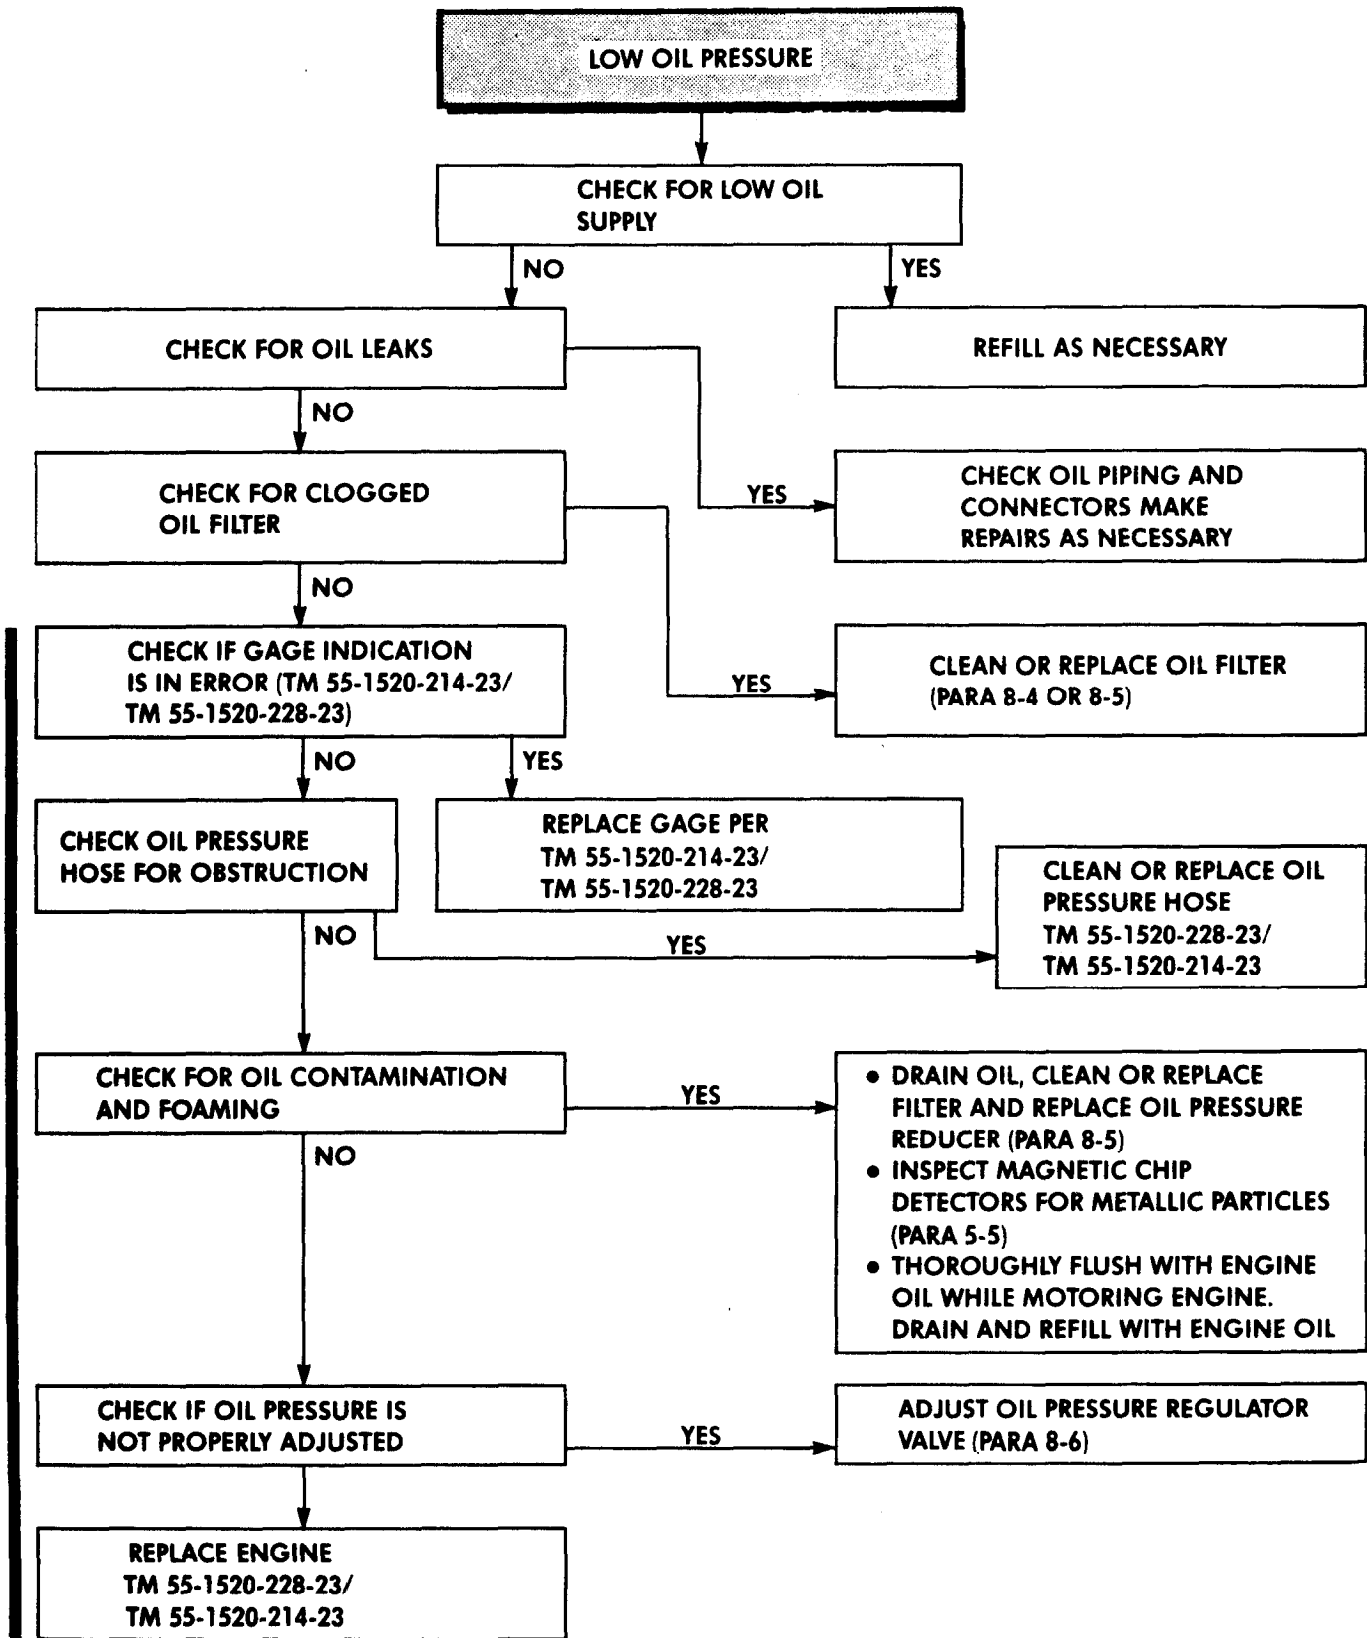 LOW OIL PRESSURE
CHECK FOR LOW OIL
SUPPLY
NO
YES
CHECK FOR OIL LEAKS
REFILL AS NECESSARY
NO
CHECK FOR CLOGGED
OIL FILTER
YES
CHECK OIL PIPING AND
CONNECTORS MAKE
REPAIRS AS NECESSARY
NO
CHECK IF GAGE INDICATION
IS IN ERROR (TM 55-1520-214-23/
TM 55-1520-228-23)
YES
CLEAN OR REPLACE OIL FILTER
(PARA 8-4 OR 8-5)
NO
YES
CHECK OIL PRESSURE
HOSE FOR OBSTRUCTION
REPLACE GAGE PER
TM 55-1520-214-23/
TM 55-1520-228-23
CLEAN OR REPLACE OIL
PRESSURE HOSE
TM 55-1520-228-23/
TM 55-1520-214-23
NO
YES
CHECK FOR OIL CONTAMINATION
AND FOAMING
YES
• DRAIN OIL, CLEAN OR REPLACE
FILTER AND REPLACE OIL PRESSURE
REDUCER (PARA 8-5)
• INSPECT MAGNETIC CHIP
DETECTORS FOR METALLIC PARTICLES
(PARA 5-5)
• THOROUGHLY FLUSH WITH ENGINE
OIL WHILE MOTORING ENGINE.
DRAIN AND REFILL WITH ENGINE OIL
NO
CHECK IF OIL PRESSURE IS
NOT PROPERLY ADJUSTED
YES
ADJUST OIL PRESSURE REGULATOR
VALVE (PARA 8-6)
REPLACE ENGINE
TM 55-1520-228-23/
TM 55-1520-214-23